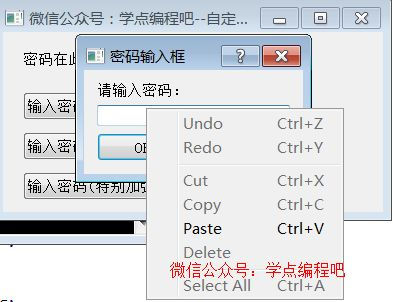 微信公众号：学点编程吧--自定
密码在此
输入密
输入密
输入密码(特别加强
密码输入框
请输入密码：
Undo Ctrl+Z
Redo Ctrl+Y
Cut Ctrl+X
Copy Ctrl+C
Paste Ctrl+V
Delete
微信公众号：学点编程吧
Select All Ctrl+A